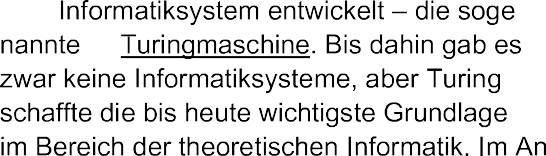 Informatiksystem entwickelt – die soge
nannte Turingmaschine. Bis dahin gab es
zwar keine Informatiksysteme, aber Turing
schaffte die bis heute wichtigste Grundlage
im Bereich der theoretischen Informatik. Im An